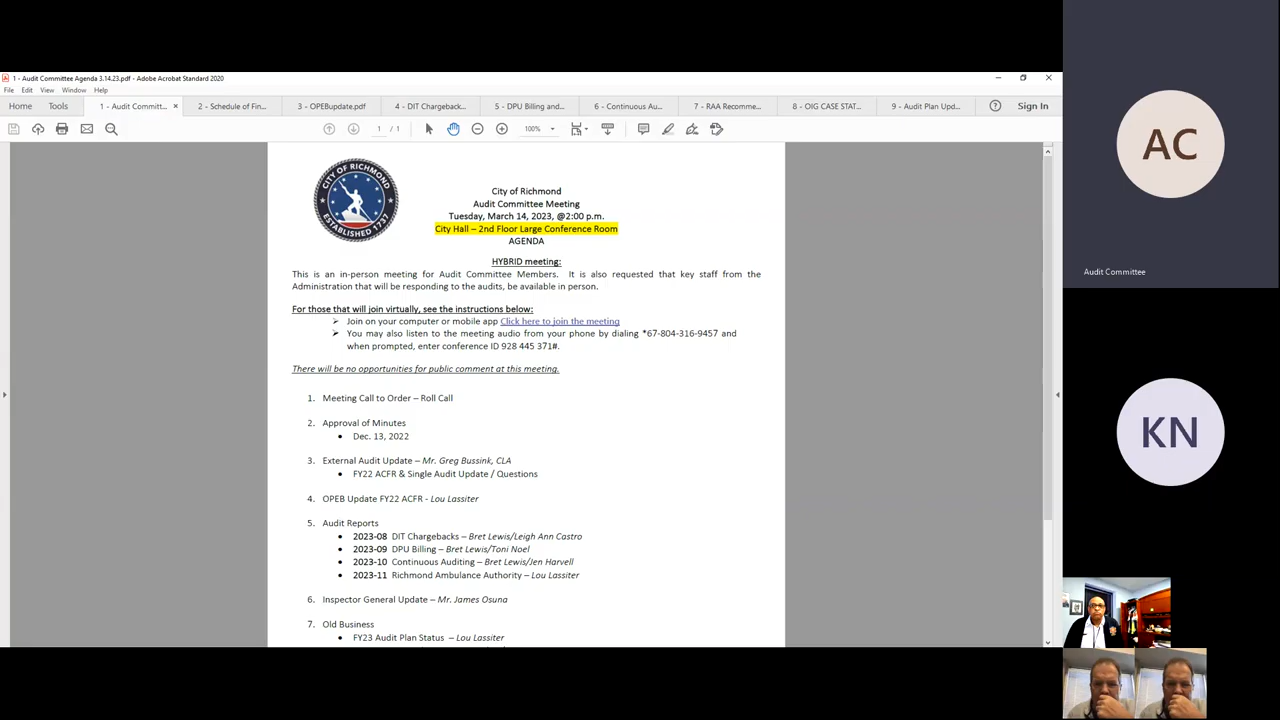 1 - Audit Committee Agenda 3.14.23.pdf - Adobe Acrobat Standard 2020
File Edit View Window Help
Home Tools 1 - Audit Committ... × 2 - Schedule of Fin... 3 - OPEBupdate.pdf 4 - DIT Chargeback... 5 - DPU Billing and... 6 - Continuous Au... 7 - RAA Recomme... 8 - OIG CASE STAT... 9 - Audit Plan Upd... Sign In
1 / 1 100%
CITY OF RICHMOND
ESTABLISHED 1737
City of Richmond
Audit Committee Meeting
Tuesday, March 14, 2023, @2:00 p.m.
City Hall – 2nd Floor Large Conference Room
AGENDA
HYBRID meeting:
This is an in-person meeting for Audit Committee Members. It is also requested that key staff from the
Administration that will be responding to the audits, be available in person.
For those that will join virtually, see the instructions below:
➢ Join on your computer or mobile app Click here to join the meeting
➢ You may also listen to the meeting audio from your phone by dialing *67-804-316-9457 and
when prompted, enter conference ID 928 445 371#.
There will be no opportunities for public comment at this meeting.
1. Meeting Call to Order – Roll Call
2. Approval of Minutes
• Dec. 13, 2022
3. External Audit Update – Mr. Greg Bussink, CLA
• FY22 ACFR & Single Audit Update / Questions
4. OPEB Update FY22 ACFR - Lou Lassiter
5. Audit Reports
• 2023-08 DIT Chargebacks – Bret Lewis/Leigh Ann Castro
• 2023-09 DPU Billing – Bret Lewis/Toni Noel
• 2023-10 Continuous Auditing – Bret Lewis/Jen Harvell
• 2023-11 Richmond Ambulance Authority – Lou Lassiter
6. Inspector General Update – Mr. James Osuna
7. Old Business
• FY23 Audit Plan Status – Lou Lassiter
AC
Audit Committee
KN